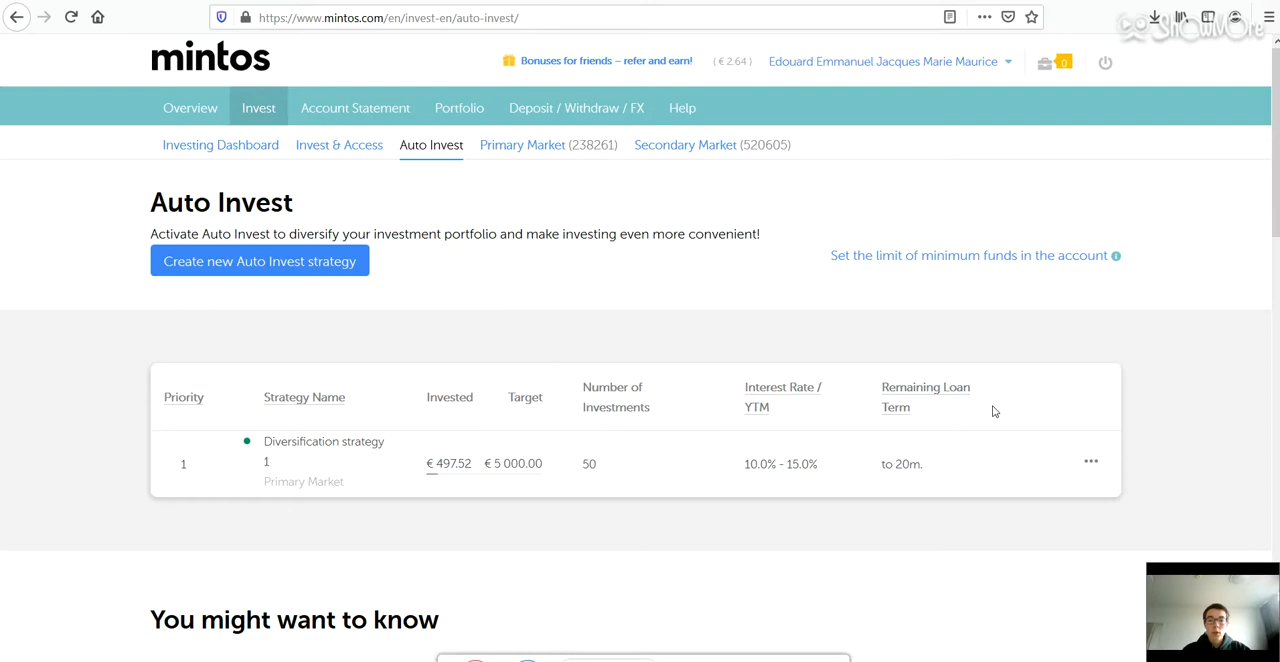 https://www.mintos.com/en/invest-en/auto-invest/
ShowMore
mintos
Bonuses for friends – refer and earn!
( € 2.64 )
Edouard Emmanuel Jacques Marie Maurice
0
Overview Invest Account Statement Portfolio Deposit / Withdraw / FX Help
Investing Dashboard Invest & Access Auto Invest Primary Market (238261) Secondary Market (520605)
Auto Invest
Activate Auto Invest to diversify your investment portfolio and make investing even more convenient!
Create new Auto Invest strategy
Set the limit of minimum funds in the account
Priority
Strategy Name
Invested
Target
Number of
Investments
Interest Rate /
YTM
Remaining Loan
Term
1
Diversification strategy
1
Primary Market
€ 497.52
€ 5 000.00
50
10.0% - 15.0%
to 20m.
You might want to know